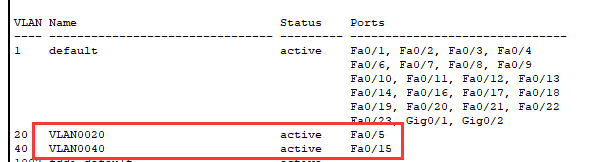 VLAN Name Status Ports
---- -------------------------------- --------- -------------------------------
1 default active Fa0/1, Fa0/2, Fa0/3, Fa0/4
Fa0/6, Fa0/7, Fa0/8, Fa0/9
Fa0/10, Fa0/11, Fa0/12, Fa0/13
Fa0/14, Fa0/16, Fa0/17, Fa0/18
Fa0/19, Fa0/20, Fa0/21, Fa0/22
Fa0/23, Gig0/1, Gig0/2
20 VLAN0020 active Fa0/5
40 VLAN0040 active Fa0/15